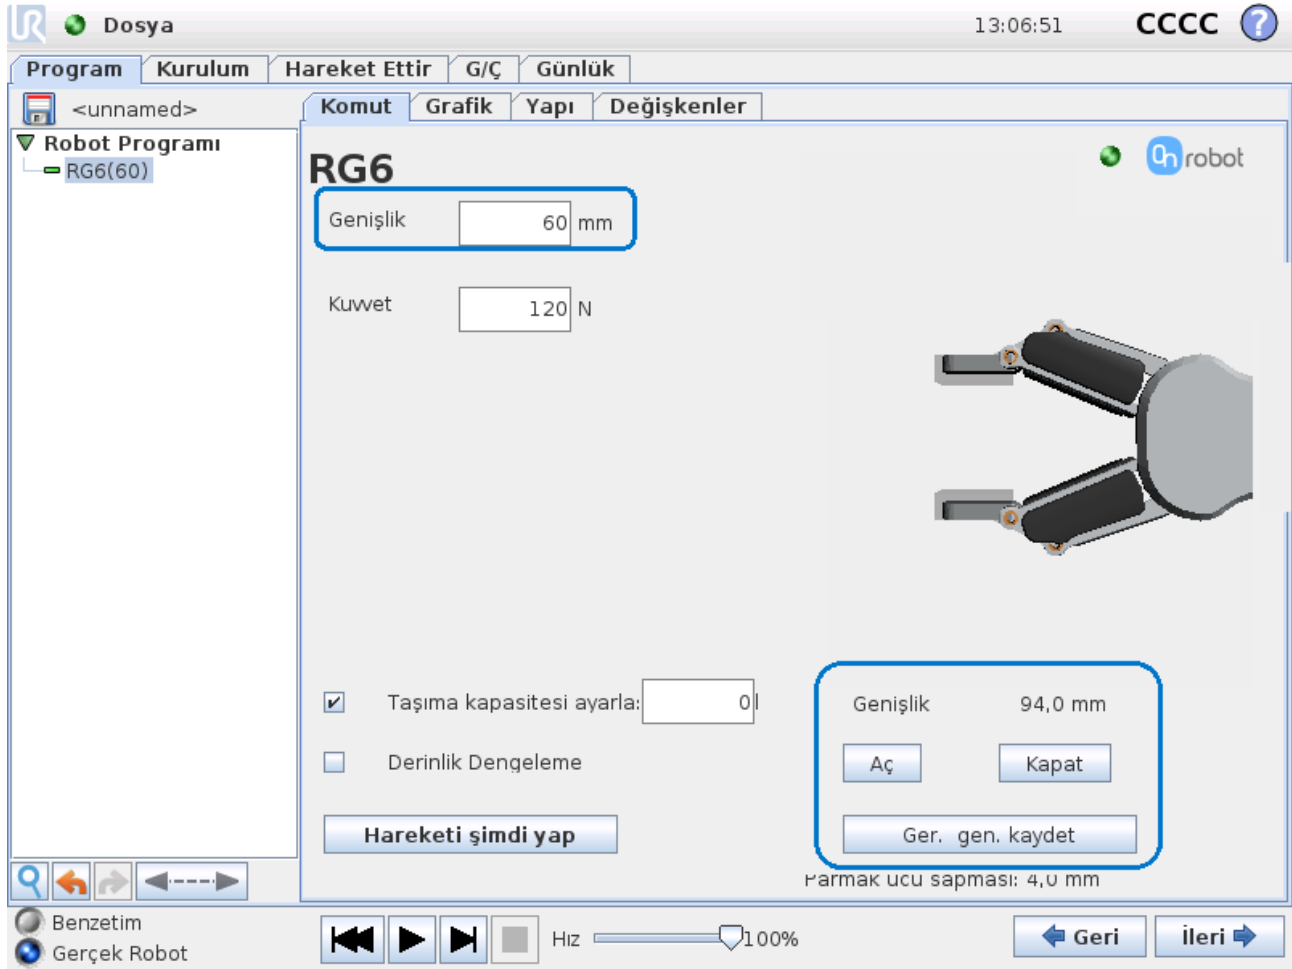 UR Dosya 13:06:51 CCCC ?
Program Kurulum Hareket Ettir G/Ç Günlük
<unnamed> Komut Grafik Yapı Değişkenler
Robot Programı
RG6(60)
RG6
On robot
Genişlik 60 mm
Kuvvet 120 N
Taşıma kapasitesi ayarla: 0
Derinlik Dengeleme
Hareketi şimdi yap
Genişlik 94,0 mm
Aç Kapat
Ger. gen. kaydet
Parmak ucu sapması: 4,0 mm
Benzetim
Gerçek Robot
Hız 100%
Geri İleri